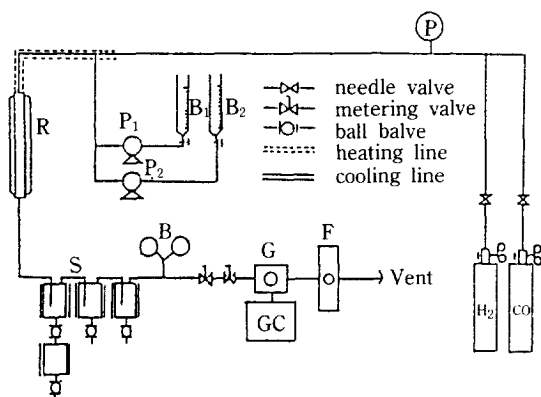 P
B₁ B₂
needle valve
metering valve
ball balve
heating line
cooling line
R
P₁
P₂
S
B
G
F
Vent
GC
H₂
CO